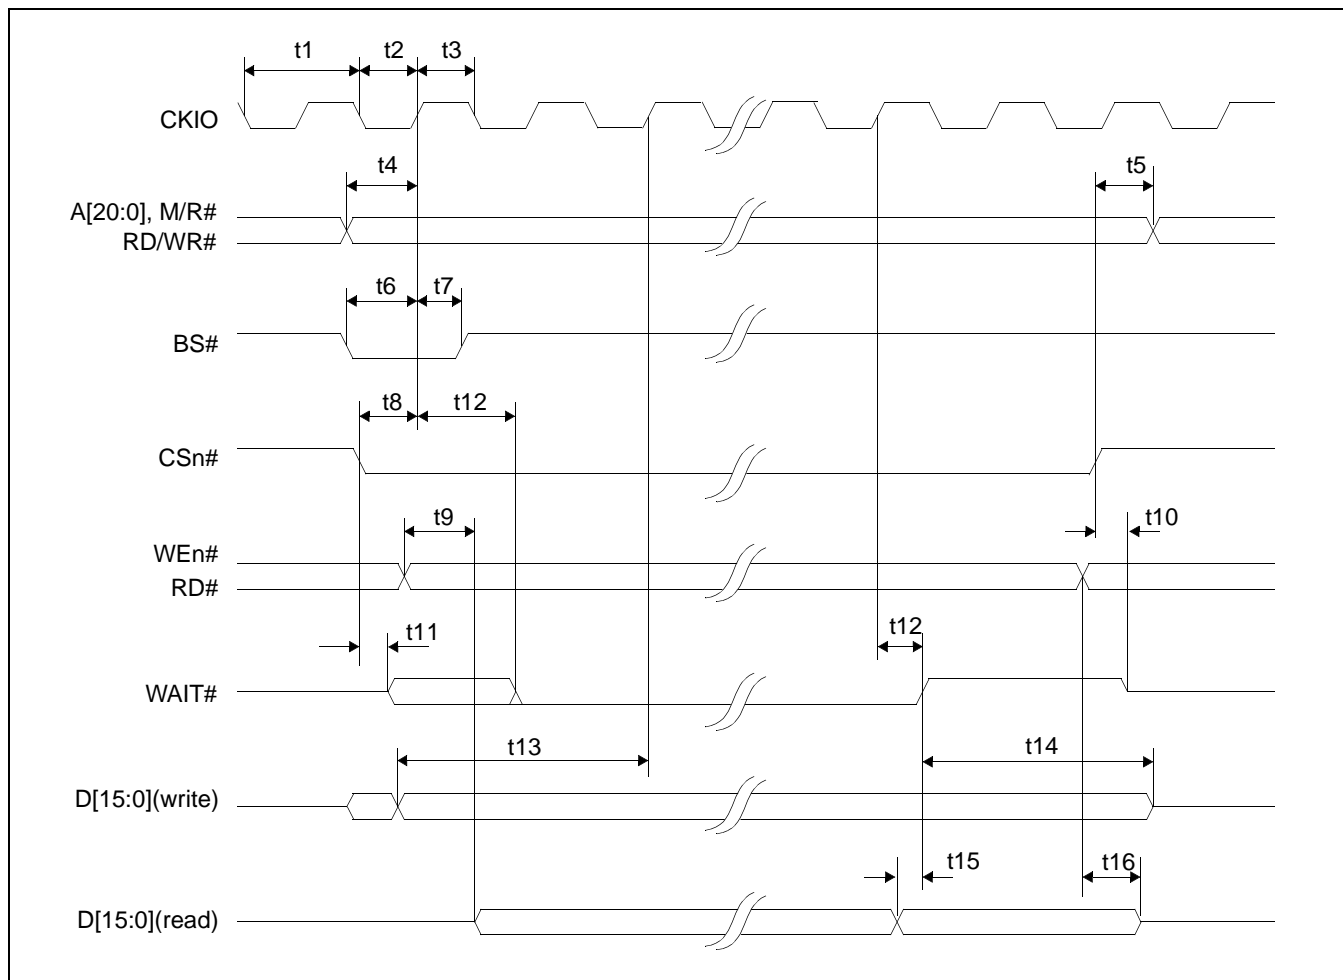 t1 t2 t3
CKIO
t4 t5
A[20:0], M/R#
RD/WR#
t6 t7
BS#
t8 t12
CSn#
t9 t10
WEn#
RD#
t11 t12
WAIT#
t13 t14
D[15:0](write)
t15 t16
D[15:0](read)